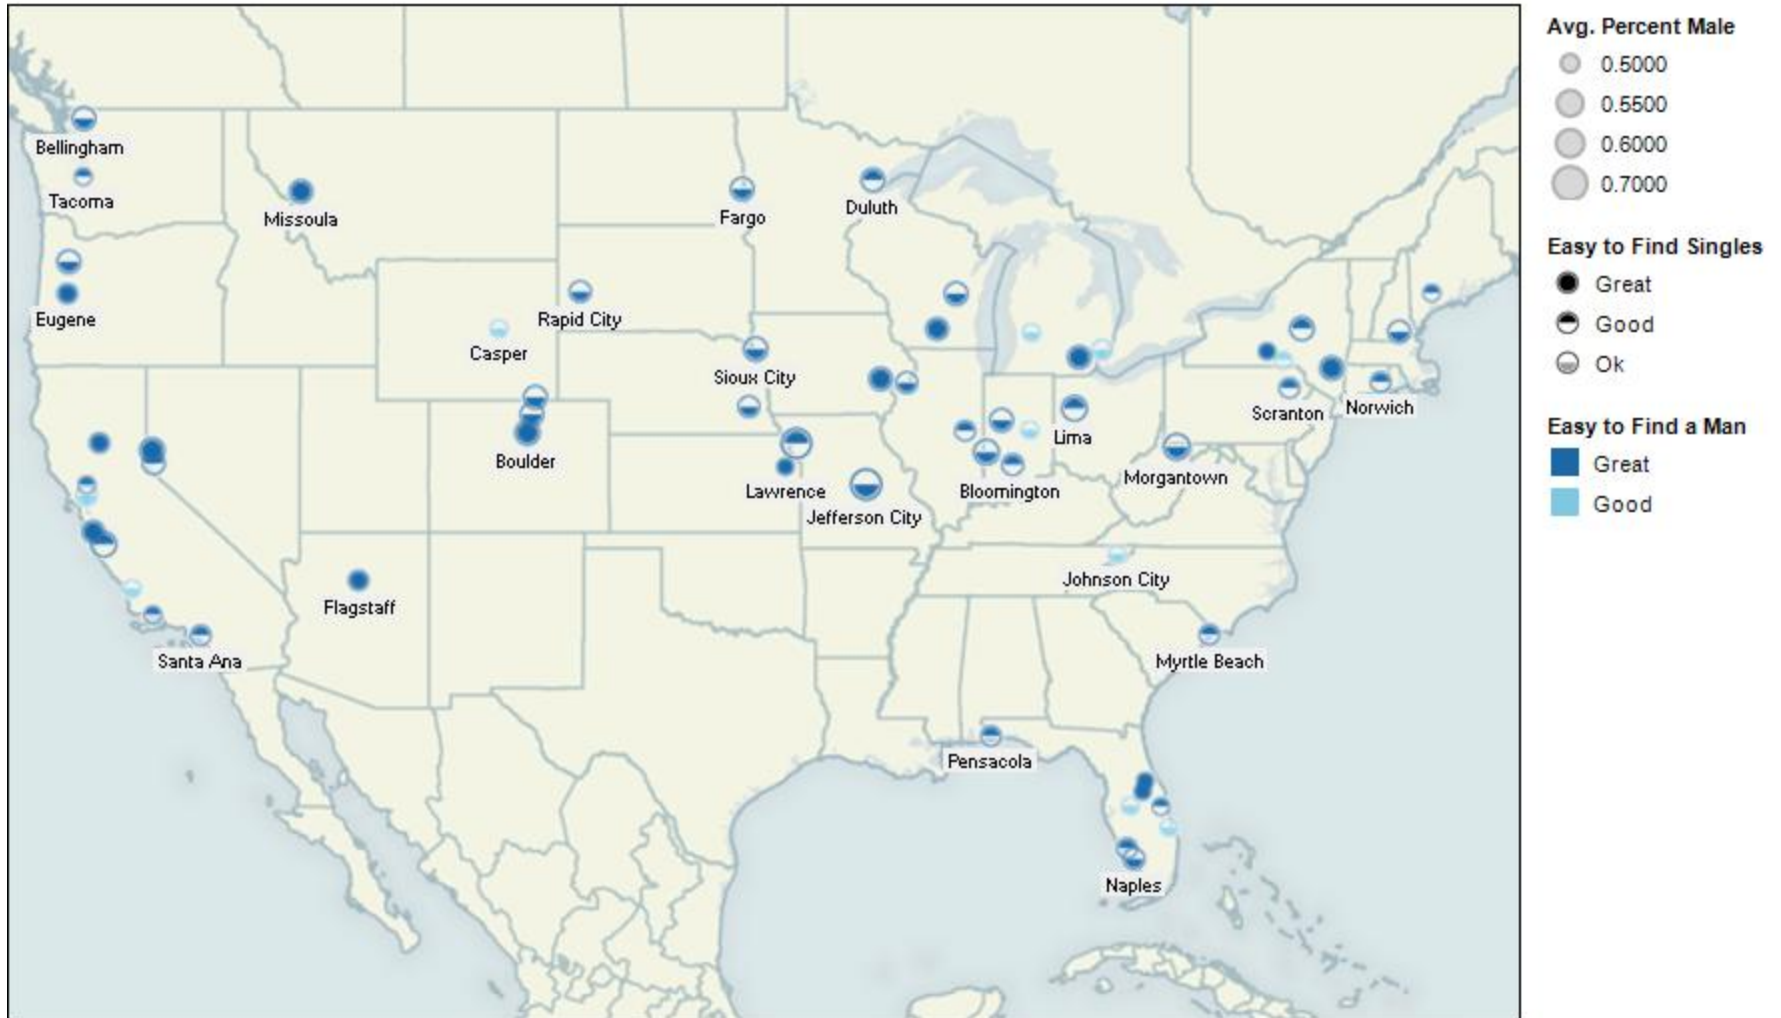 Bellingham
Tacoma
Missoula
Fargo
Duluth
Eugene
Casper
Rapid City
Sioux City
Boulder
Lawrence
Jefferson City
Bloomington
Lima
Morgantown
Scranton
Norwich
Flagstaff
Johnson City
Santa Ana
Myrtle Beach
Pensacola
Naples
Avg. Percent Male
0.5000
0.5500
0.6000
0.7000
Easy to Find Singles
Great
Good
Ok
Easy to Find a Man
Great
Good